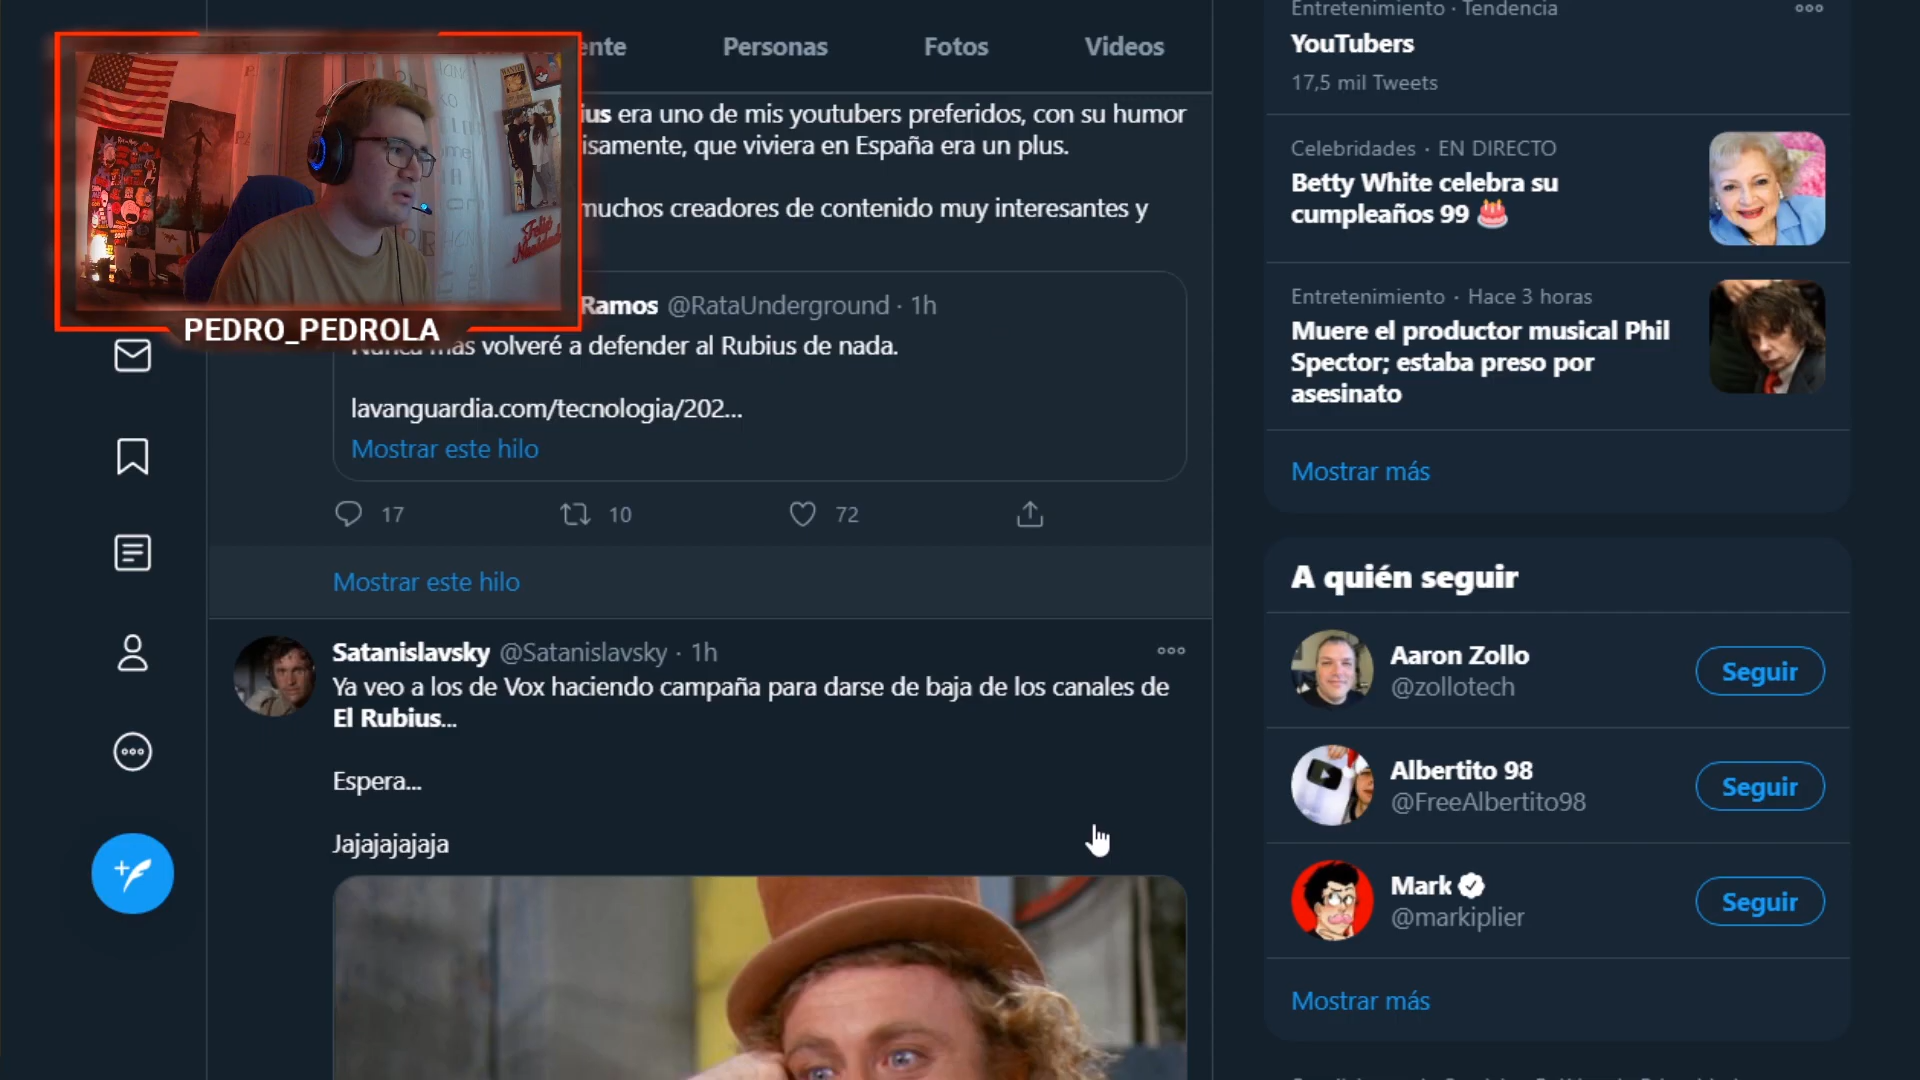 ente
Personas
Fotos
Videos
ius era uno de mis youtubers preferidos, con su humor
isamente, que viviera en España era un plus.
muchos creadores de contenido muy interesantes y
Ramos @RataUnderground · 1h
Nunca más volveré a defender al Rubius de nada.
lavanguardia.com/tecnologia/202...
Mostrar este hilo
17
10
72
Mostrar este hilo
Satanislavsky @Satanislavsky · 1h
Ya veo a los de Vox haciendo campaña para darse de baja de los canales de
El Rubius...
Espera...
Jajajajajaja
PEDRO_PEDROLA
WANTED
Feliz
Navidad
Entretenimiento · Tendencia
YouTubers
17,5 mil Tweets
Celebridades · EN DIRECTO
Betty White celebra su
cumpleaños 99 🎂
Entretenimiento · Hace 3 horas
Muere el productor musical Phil
Spector; estaba preso por
asesinato
Mostrar más
A quién seguir
Aaron Zollo
@zollotech
Seguir
Albertito 98
@FreeAlbertito98
Seguir
Mark
@markiplier
Seguir
Mostrar más